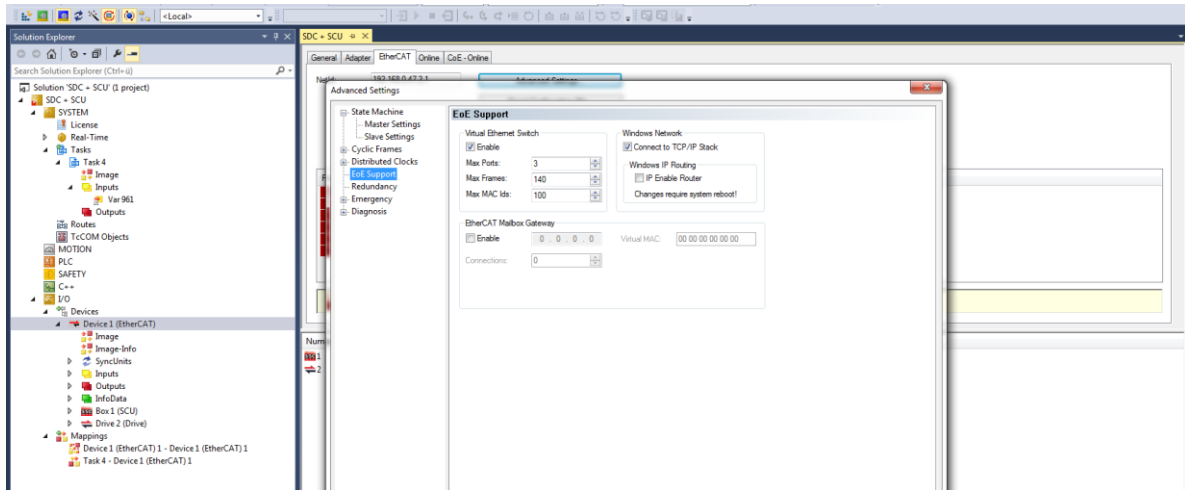 <Local>
Solution Explorer
SDC + SCU
Search Solution Explorer (Ctrl+ü)
Solution 'SDC + SCU' (1 project)
SDC + SCU
SYSTEM
License
Real-Time
Tasks
Task 4
Image
Inputs
Var 961
Outputs
Routes
TcCOM Objects
MOTION
PLC
SAFETY
C++
I/O
Devices
Device 1 (EtherCAT)
Image
Image-Info
SyncUnits
Inputs
Outputs
InfoData
Box 1 (SCU)
Drive 2 (Drive)
Mappings
Device 1 (EtherCAT) 1 - Device 1 (EtherCAT) 1
Task 4 - Device 1 (EtherCAT) 1
General Adapter EtherCAT Online CoE - Online
NetId: 192.168.0.47.2.1 Advanced Settings...
Num
1
2
Advanced Settings
State Machine
Master Settings
Slave Settings
Cyclic Frames
Distributed Clocks
EoE Support
Redundancy
Emergency
Diagnosis
EoE Support
Virtual Ethernet Switch
Enable
Max Ports: 3
Max Frames: 140
Max MAC Ids: 100
Windows Network
Connect to TCP/IP Stack
Windows IP Routing
IP Enable Router
Changes require system reboot!
EtherCAT Mailbox Gateway
Enable 0 . 0 . 0 . 0 Virtual MAC: 00 00 00 00 00 00
Connections: 0